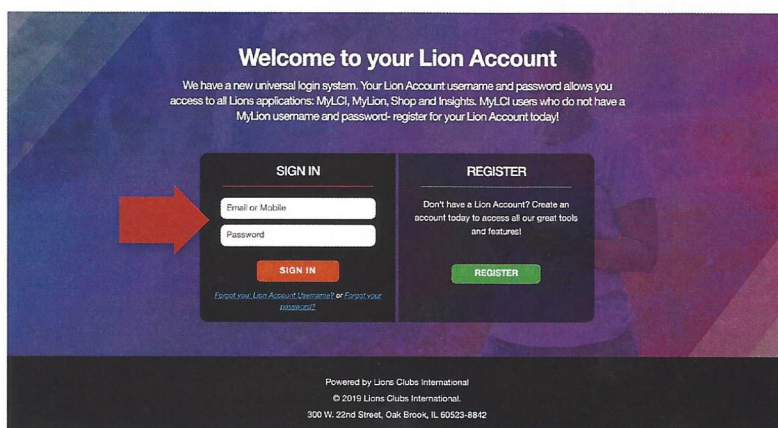 Welcome to your Lion Account
We have a new universal login system. Your Lion Account username and password allows you
access to all Lions applications: MyLCI, MyLion, Shop and Insights. MyLCI users who do not have a
MyLion username and password- register for your Lion Account today!
SIGN IN
Email or Mobile
Password
SIGN IN
Forgot your Lion Account Username? or Forgot your
password?
REGISTER
Don't have a Lion Account? Create an
account today to access all our great tools
and features!
REGISTER
Powered by Lions Clubs International
© 2019 Lions Clubs International.
300 W. 22nd Street, Oak Brook, IL 60523-8842